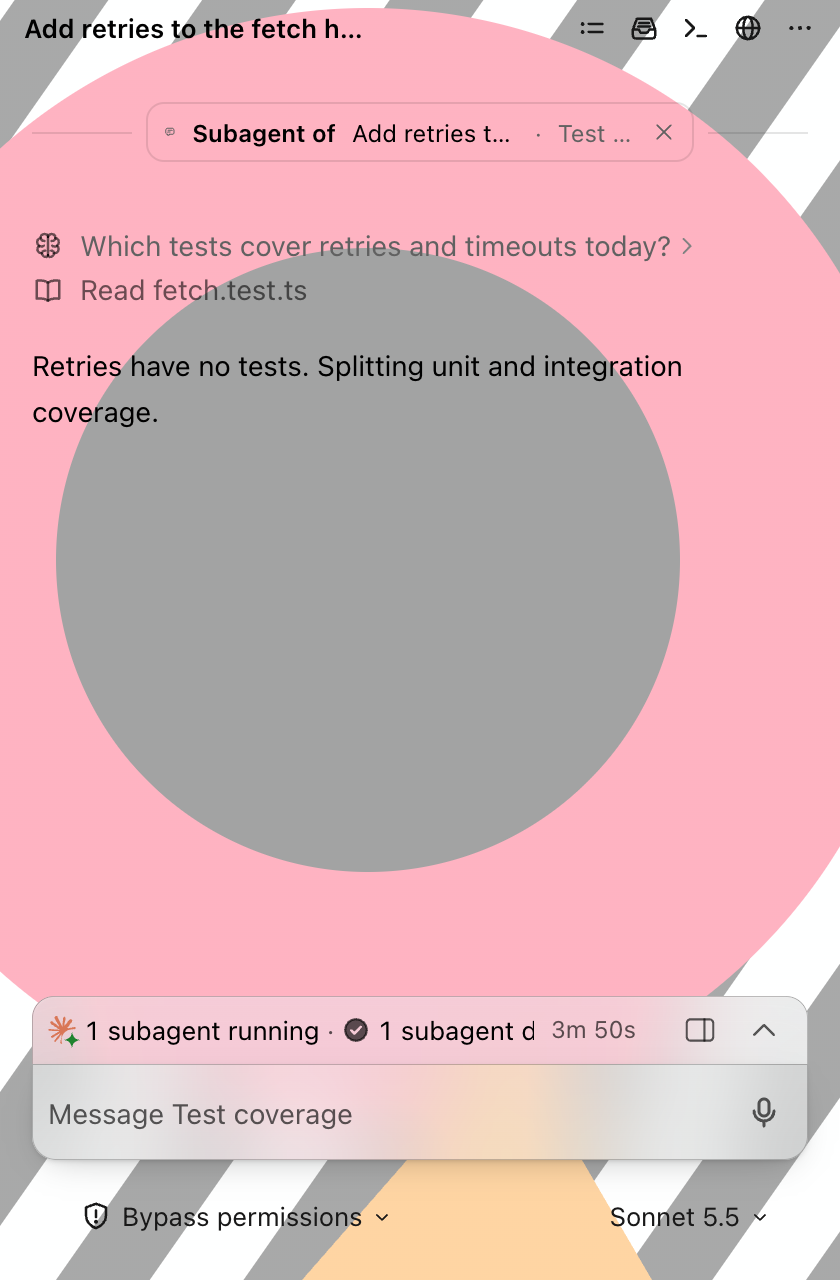 Add retries to the fetch h...
Subagent of Add retries t... · Test ...
Which tests cover retries and timeouts today?
Read fetch.test.ts
Retries have no tests. Splitting unit and integration
coverage.
1 subagent running · 1 subagent d 3m 50s
Message Test coverage
Bypass permissions Sonnet 5.5